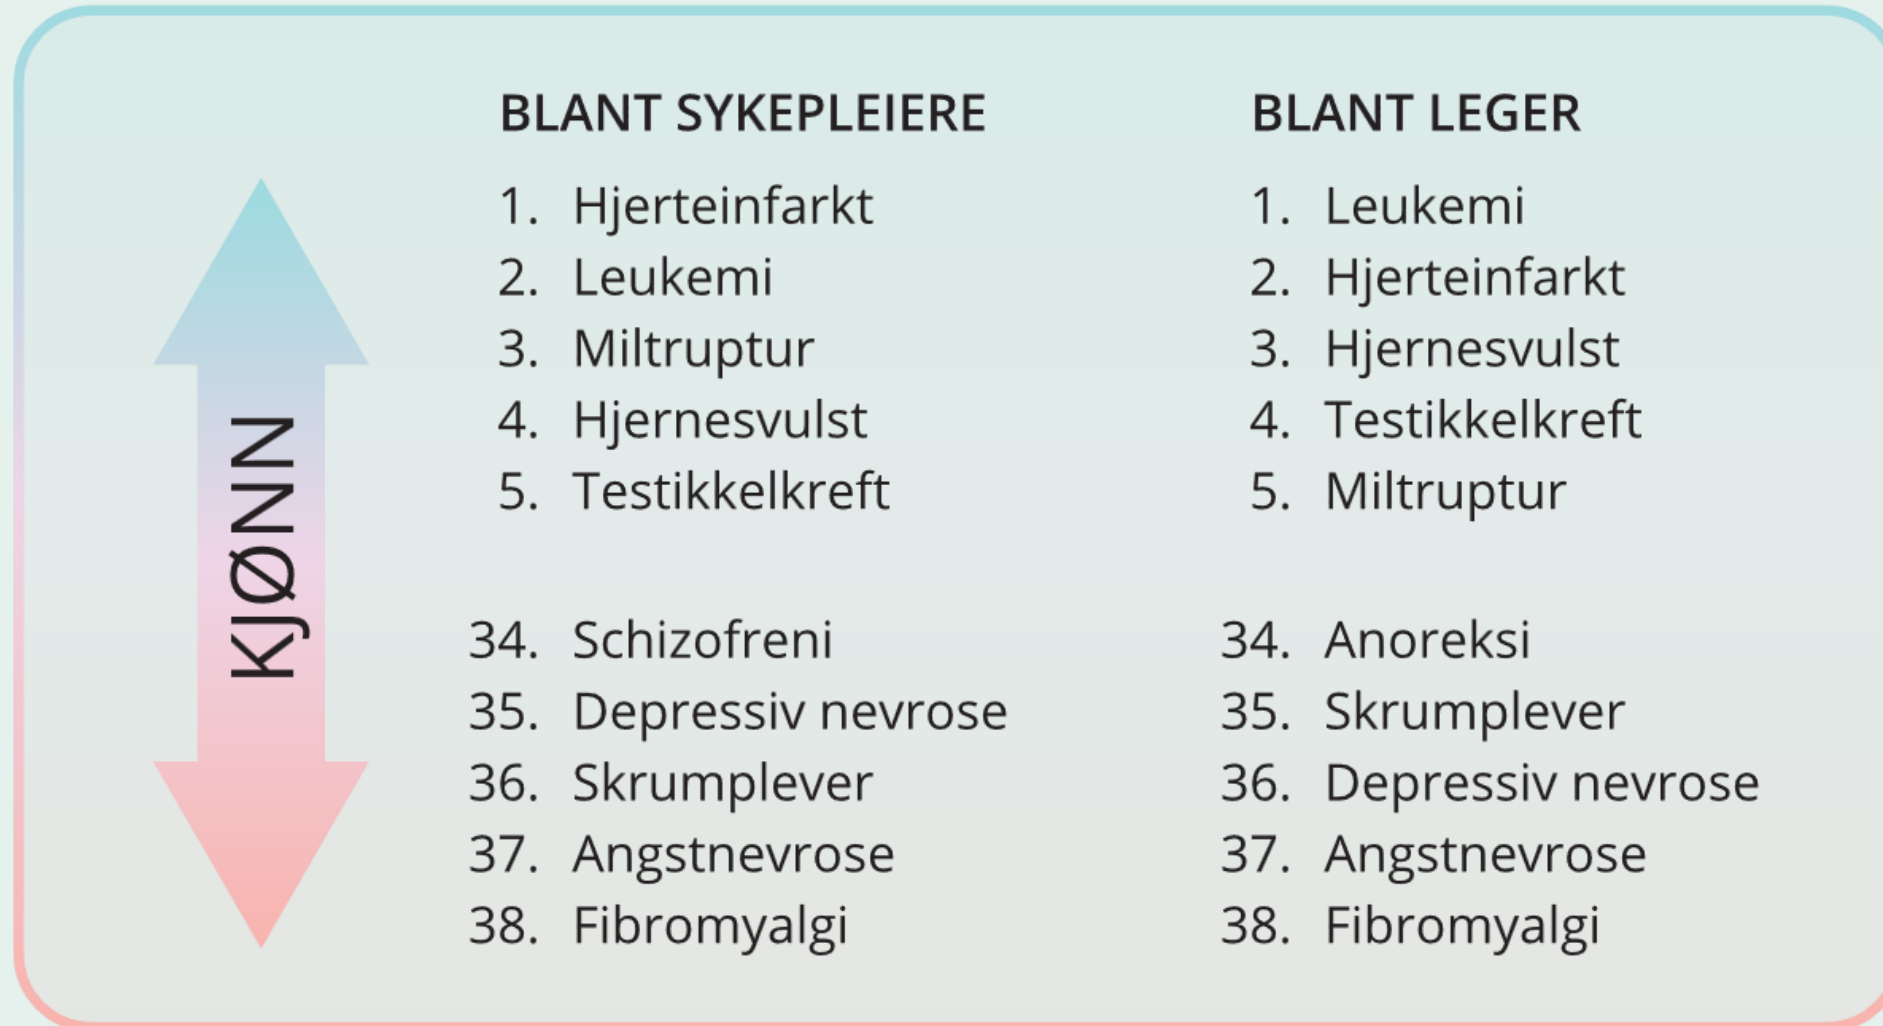 KJØNN
BLANT SYKEPLEIERE
1. Hjerteinfarkt
2. Leukemi
3. Miltruptur
4. Hjernesvulst
5. Testikkelkreft
34. Schizofreni
35. Depressiv nevrose
36. Skrumplever
37. Angstnevrose
38. Fibromyalgi
BLANT LEGER
1. Leukemi
2. Hjerteinfarkt
3. Hjernesvulst
4. Testikkelkreft
5. Miltruptur
34. Anoreksi
35. Skrumplever
36. Depressiv nevrose
37. Angstnevrose
38. Fibromyalgi